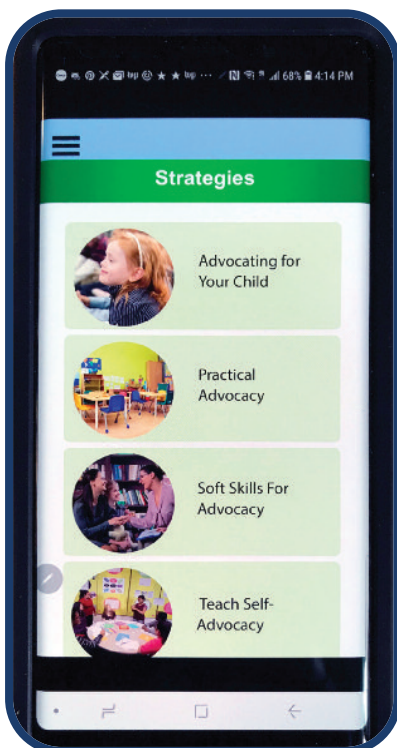 68% 4:14 PM
Strategies
Advocating for
Your Child
Practical
Advocacy
Soft Skills For
Advocacy
Teach Self-
Advocacy